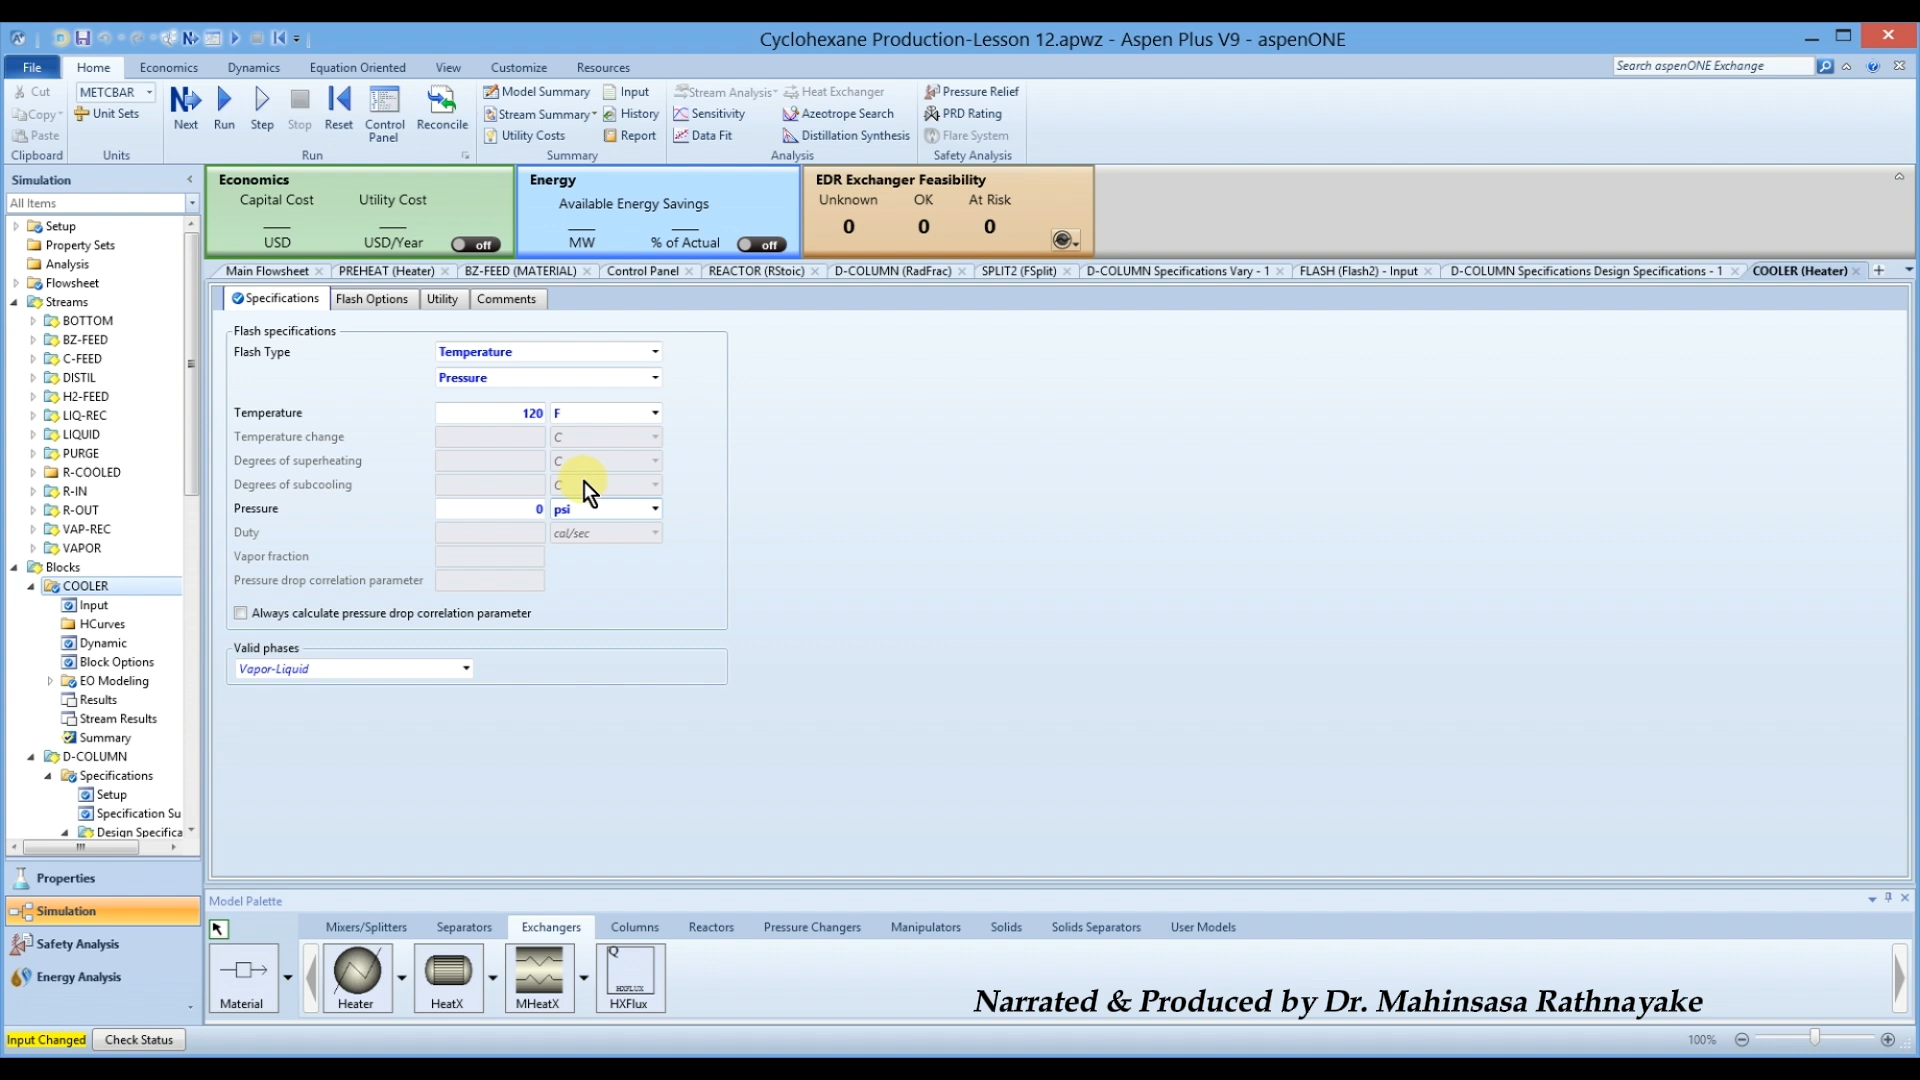 Cyclohexane Production-Lesson 12.apwz - Aspen Plus V9 - aspenONE
File Home Economics Dynamics Equation Oriented View Customize Resources Search aspenONE Exchange
Cut METCBAR Model Summary Input Stream Analysis Heat Exchanger Pressure Relief
Copy Unit Sets Next Run Step Stop Reset Control Panel Reconcile Stream Summary History Sensitivity Azeotrope Search PRD Rating
Paste Utility Costs Report Data Fit Distillation Synthesis Flare System
Clipboard Units Run Summary Analysis Safety Analysis
Simulation
All Items
Economics
Capital Cost Utility Cost
USD USD/Year off
Energy
Available Energy Savings
MW % of Actual off
EDR Exchanger Feasibility
Unknown OK At Risk
0 0 0
Main Flowsheet PREHEAT (Heater) BZ-FEED (MATERIAL) Control Panel REACTOR (RStoic) D-COLUMN (RadFrac) SPLIT2 (FSplit) D-COLUMN Specifications Vary - 1 FLASH (Flash2) - Input D-COLUMN Specifications Design Specifications - 1 COOLER (Heater)
Setup
Property Sets
Analysis
Flowsheet
Streams
BOTTOM
BZ-FEED
C-FEED
DISTIL
H2-FEED
LIQ-REC
LIQUID
PURGE
R-COOLED
R-IN
R-OUT
VAP-REC
VAPOR
Blocks
COOLER
Input
HCurves
Dynamic
Block Options
EO Modeling
Results
Stream Results
Summary
D-COLUMN
Specifications
Setup
Specification Su
Design Specifica
Properties
Simulation
Safety Analysis
Energy Analysis
Specifications Flash Options Utility Comments
Flash specifications
Flash Type Temperature
Pressure
Temperature 120 F
Temperature change C
Degrees of superheating C
Degrees of subcooling C
Pressure 0 psi
Duty cal/sec
Vapor fraction
Pressure drop correlation parameter
Always calculate pressure drop correlation parameter
Valid phases
Vapor-Liquid
Model Palette
Mixers/Splitters Separators Exchangers Columns Reactors Pressure Changers Manipulators Solids Solids Separators User Models
Q
HXFLUX
Material Heater HeatX MHeatX HXFlux
Narrated & Produced by Dr. Mahinsasa Rathnayake
Input Changed Check Status 100%